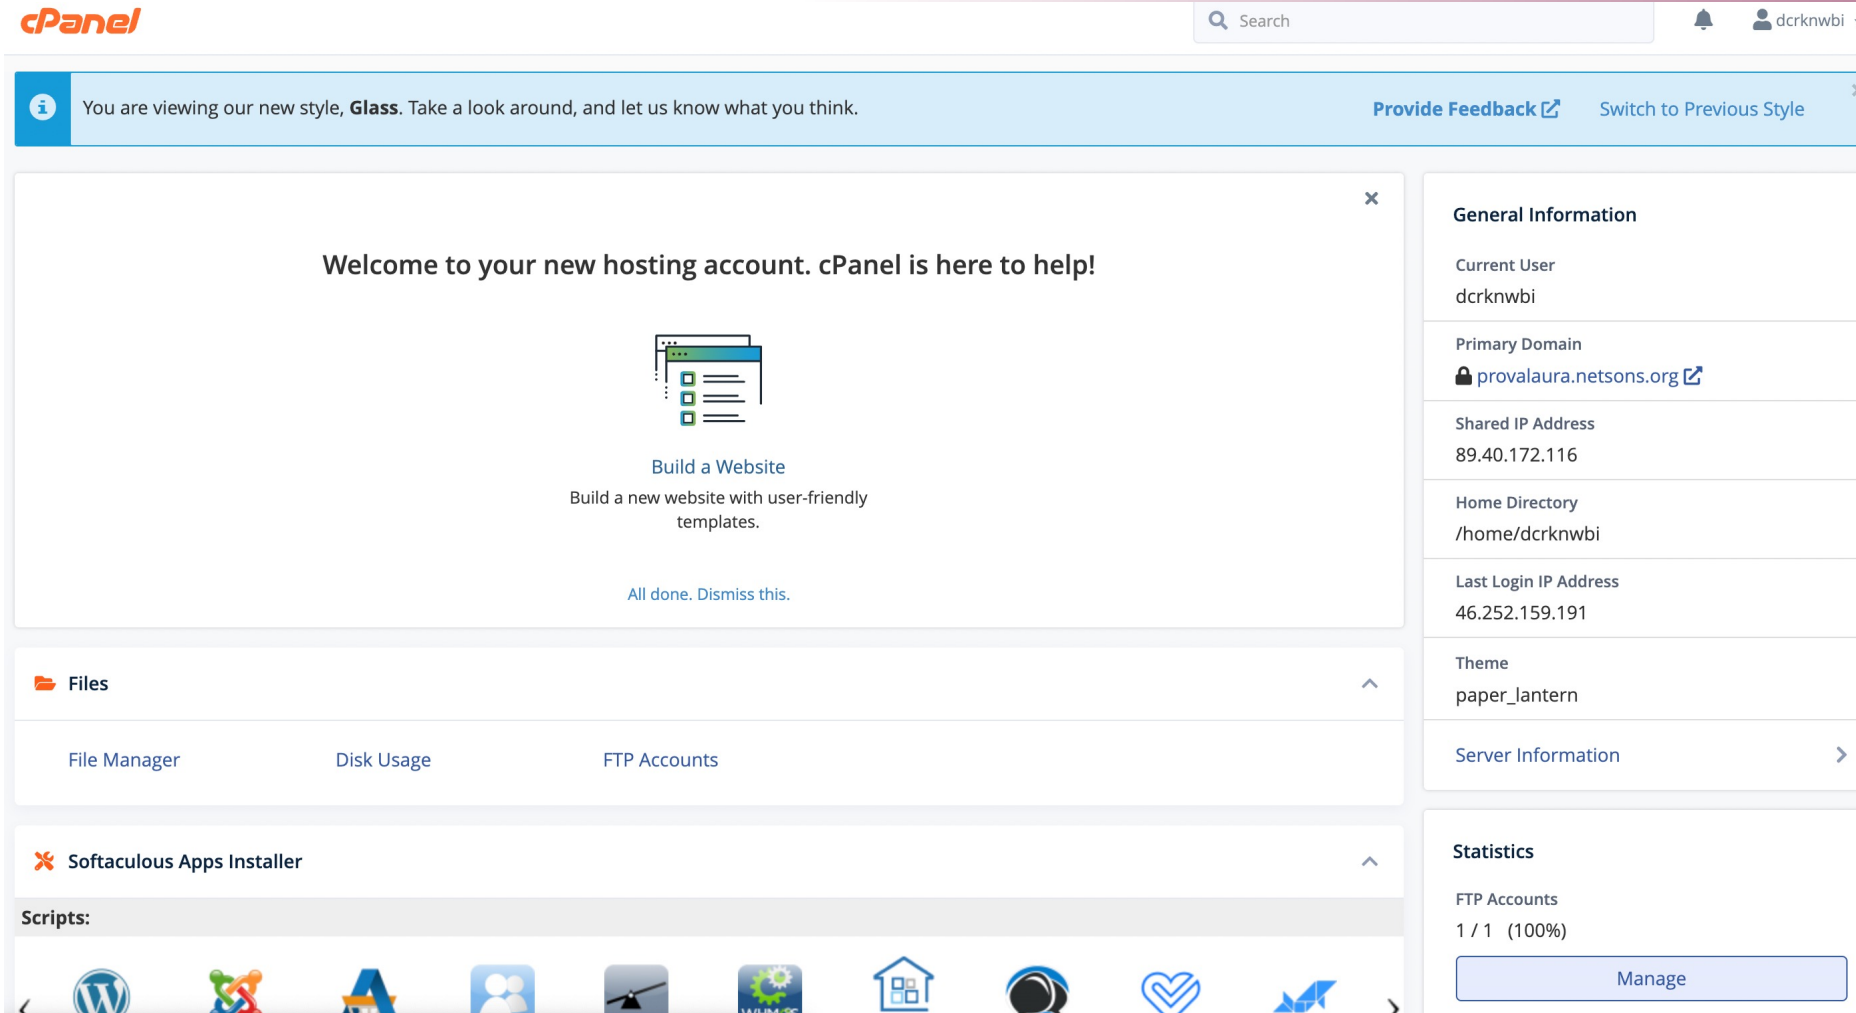 cPanel
Search
dcrknwbi
You are viewing our new style, Glass. Take a look around, and let us know what you think.
Provide Feedback
Switch to Previous Style
Welcome to your new hosting account. cPanel is here to help!
Build a Website
Build a new website with user-friendly
templates.
All done. Dismiss this.
Files
File Manager
Disk Usage
FTP Accounts
Softaculous Apps Installer
Scripts:
General Information
Current User
dcrknwbi
Primary Domain
provalaura.netsons.org
Shared IP Address
89.40.172.116
Home Directory
/home/dcrknwbi
Last Login IP Address
46.252.159.191
Theme
paper_lantern
Server Information
Statistics
FTP Accounts
1 / 1 (100%)
Manage